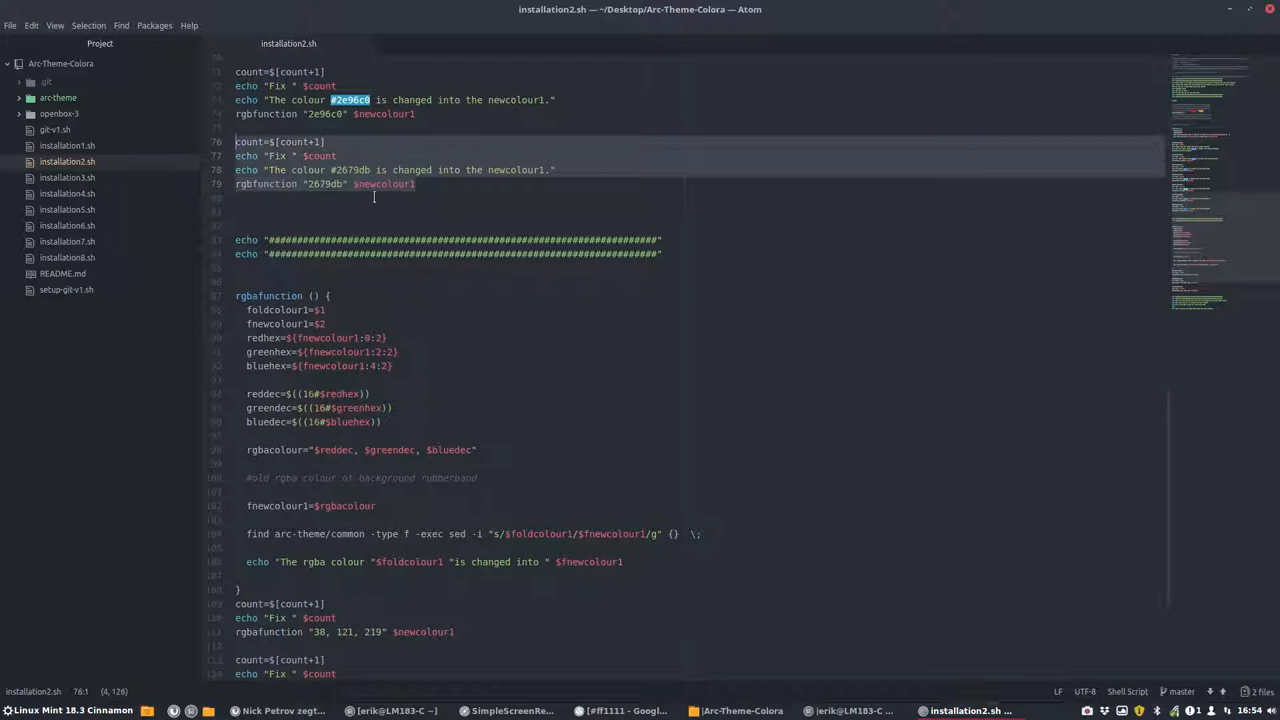 installation2.sh — ~/Desktop/Arc-Theme-Colora — Atom
File Edit View Selection Find Packages Help
Project
installation2.sh
Arc-Theme-Colora
.git
arc-theme
openbox-3
git-v1.sh
installation1.sh
installation2.sh
installation3.sh
installation4.sh
installation5.sh
installation6.sh
installation7.sh
installation8.sh
README.md
setup-git-v1.sh
count=$[count+1]
echo "Fix " $count
echo "The colour #2e96c0 is changed into $newcolour1."
rgbfunction "2e96c0" $newcolour1
76 count=$[count+1]
77 echo "Fix " $count
78 echo "The colour #2679db is changed into $newcolour1."
79 rgbfunction "2679db" $newcolour1
echo "####################################################################"
echo "####################################################################"
rgbafunction () {
foldcolour1=$1
fnewcolour1=$2
redhex=${fnewcolour1:0:2}
greenhex=${fnewcolour1:2:2}
bluehex=${fnewcolour1:4:2}
reddec=$((16#$redhex))
greendec=$((16#$greenhex))
bluedec=$((16#$bluehex))
rgbacolour="$reddec, $greendec, $bluedec"
#old rgba colour of background rubberband
fnewcolour1=$rgbacolour
find arc-theme/common -type f -exec sed -i "s/$foldcolour1/$fnewcolour1/g" {} \;
echo "The rgba colour "$foldcolour1 "is changed into " $fnewcolour1
}
count=$[count+1]
echo "Fix " $count
rgbafunction "38, 121, 219" $newcolour1
count=$[count+1]
echo "Fix " $count
installation2.sh 76:1 (4, 126) LF UTF-8 Shell Script master 2 files
Linux Mint 18.3 Cinnamon Nick Petrov zegt... [erik@LM183-C ~] SimpleScreenRe... [#ff1111 - Googl... |Arc-Theme-Colora |erik@LM183-C ... installation2.sh ... 1 16:54